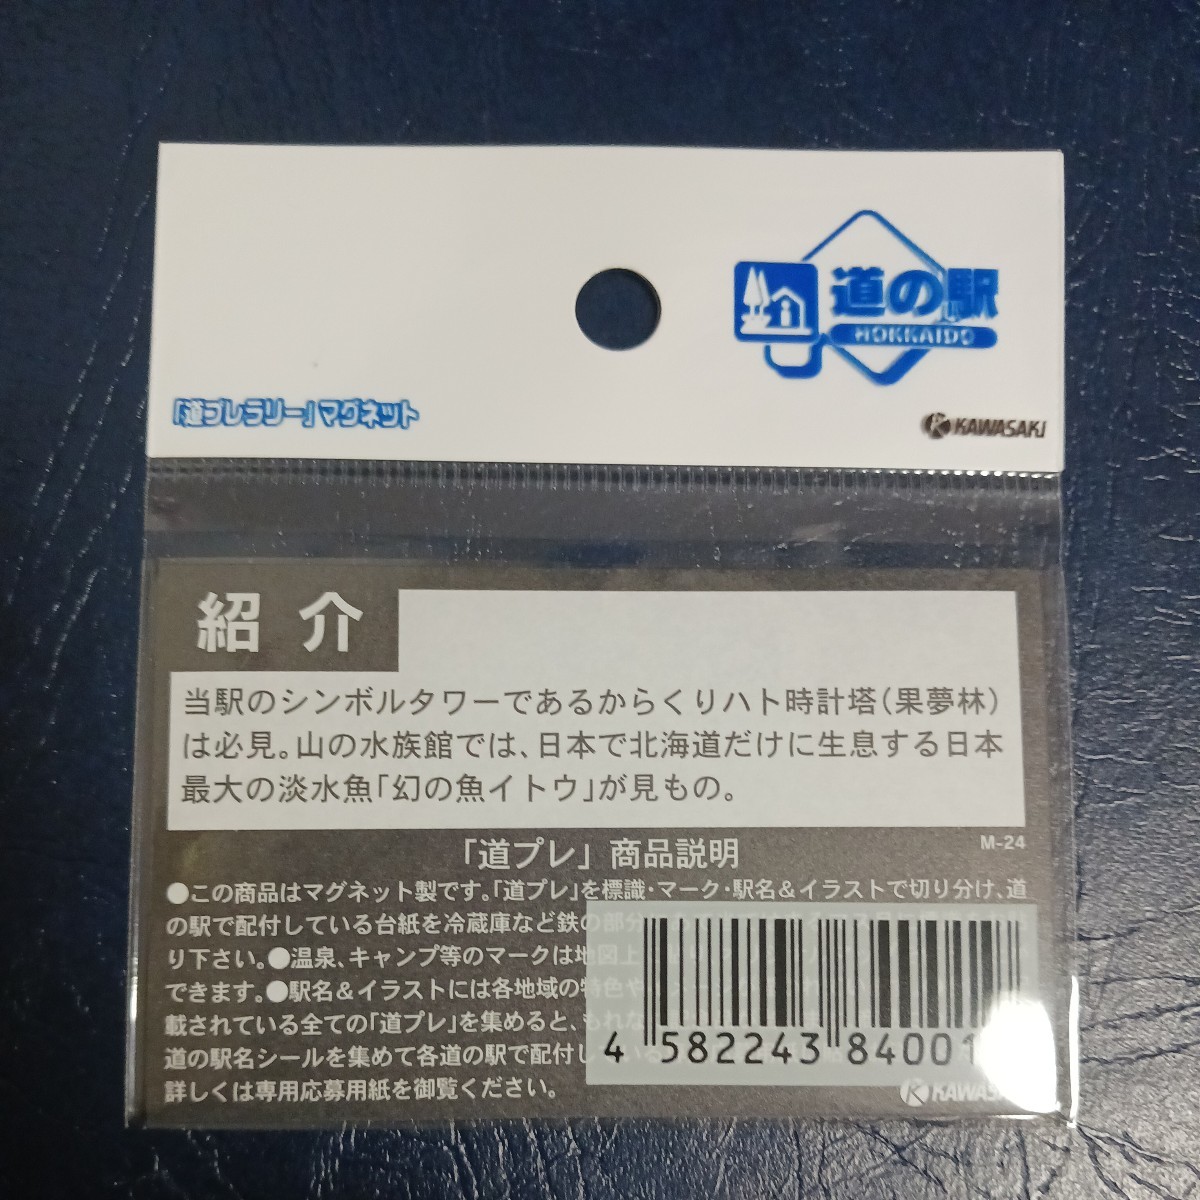 道の駅
HOKKAIDO
「道プレラリー」マグネット
KAWASAKI
紹介
当駅のシンボルタワーであるからくりハト時計塔(果夢林)
は必見。山の水族館では、日本で北海道だけに生息する日本
最大の淡水魚「幻の魚イトウ」が見もの。
「道プレ」商品説明
M-24
●この商品はマグネット製です。「道プレ」を標識・マーク・駅名&イラストで切り分け、道
の駅で配付している台紙を冷蔵庫など鉄の部分
り下さい。●温泉、キャンプ等のマークは地図上
できます。●駅名&イラストには各地域の特色や
載されている全ての「道プレ」を集めると、もれな
道の駅名シールを集めて各道の駅で配付している
詳しくは専用応募用紙を御覧ください。
4 582243 84001
KAWASA